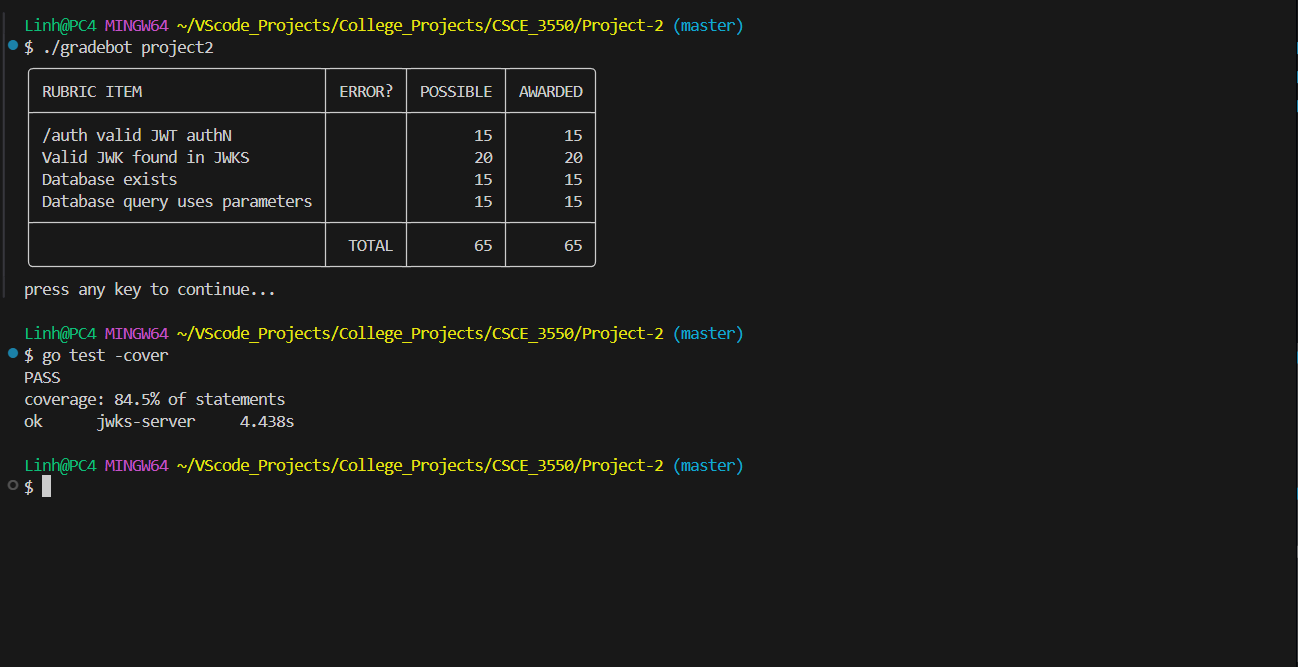 Linh@PC4 MINGW64 ~/VScode_Projects/College_Projects/CSCE_3550/Project-2 (master)
$ ./gradebot project2
RUBRIC ITEM ERROR? POSSIBLE AWARDED
/auth valid JWT authN 15 15
Valid JWK found in JWKS 20 20
Database exists 15 15
Database query uses parameters 15 15
TOTAL 65 65
press any key to continue...
Linh@PC4 MINGW64 ~/VScode_Projects/College_Projects/CSCE_3550/Project-2 (master)
$ go test -cover
PASS
coverage: 84.5% of statements
ok jwks-server 4.438s
Linh@PC4 MINGW64 ~/VScode_Projects/College_Projects/CSCE_3550/Project-2 (master)
$